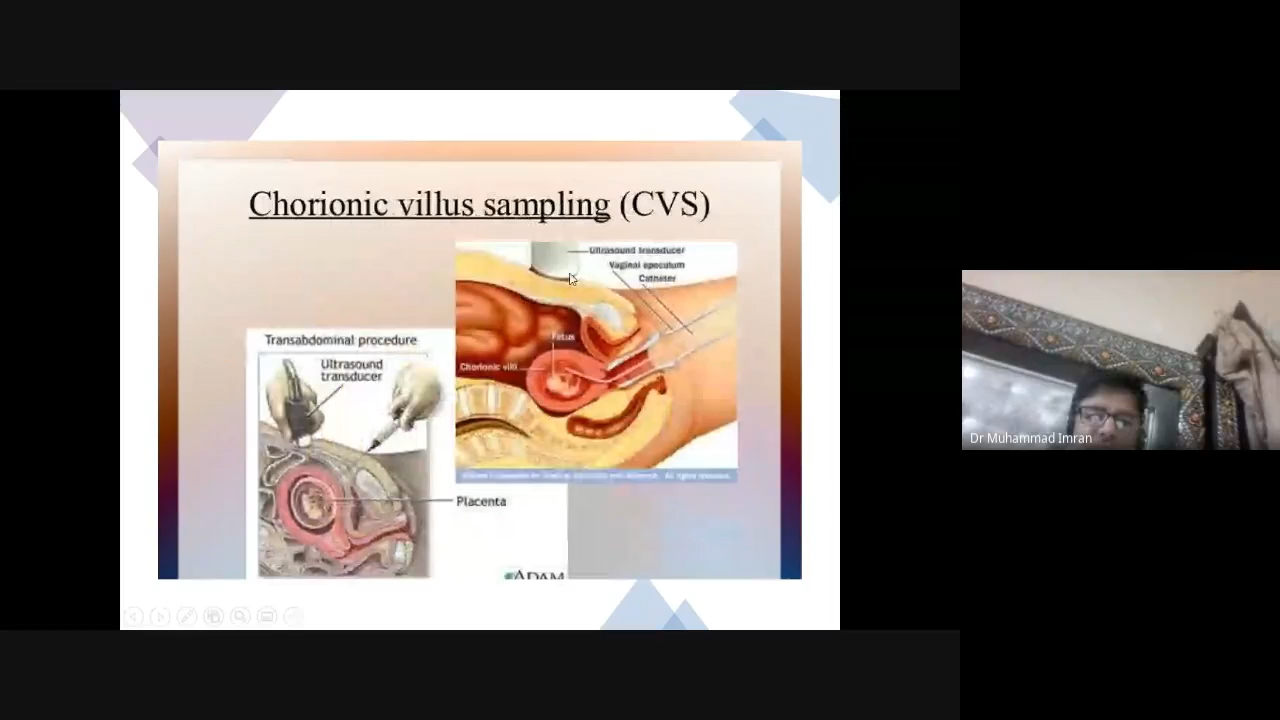 Chorionic villus sampling (CVS)
Ultrasound transducer
Vaginal speculum
Catheter
Fetus
Chorionic villi
Transabdominal procedure
Ultrasound
transducer
Placenta
ADAM
Dr Muhammad Imran